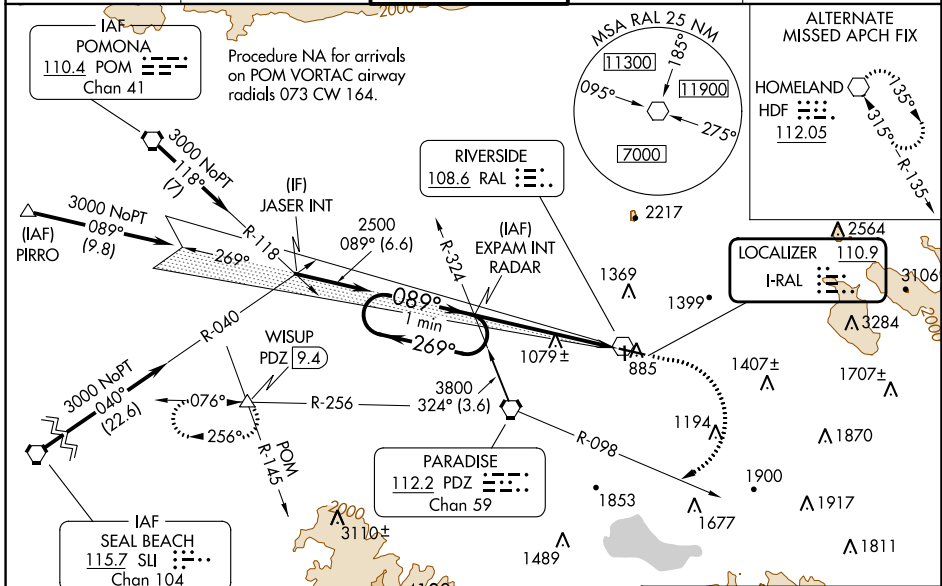 2000
IAF
POMONA
110.4 POM
Chan 41
Procedure NA for arrivals
on POM VORTAC airway
radials 073 CW 164.
MSA RAL 25 NM
11300
185°
095°
11900
275°
7000
ALTERNATE
MISSED APCH FIX
HOMELAND
HDF
112.05
135°
315°
R-135
3000 NoPT
118°
(7)
RIVERSIDE
108.6 RAL
3000 NoPT
089°
(9.8)
(IAF)
PIRRO
269°
R-118
(IF)
JASER INT
2500
089° (6.6)
R-324
(IAF)
EXPAM INT
RADAR
2217
2564
LOCALIZER 110.9
I-RAL
3106
2000
1369
1399
3284
089°
1 min
269°
1079±
885
1407±
1707±
R-040
WISUP
PDZ 9.4
3000 NoPT
040°
(22.6)
076°
256°
R-256
3800
324° (3.6)
POM
R-145
R-098
1194
1870
PARADISE
112.2 PDZ
Chan 59
1853
1900
1677
1917
2000
3110±
1489
1811
IAF
SEAL BEACH
115.7 SLI
Chan 104